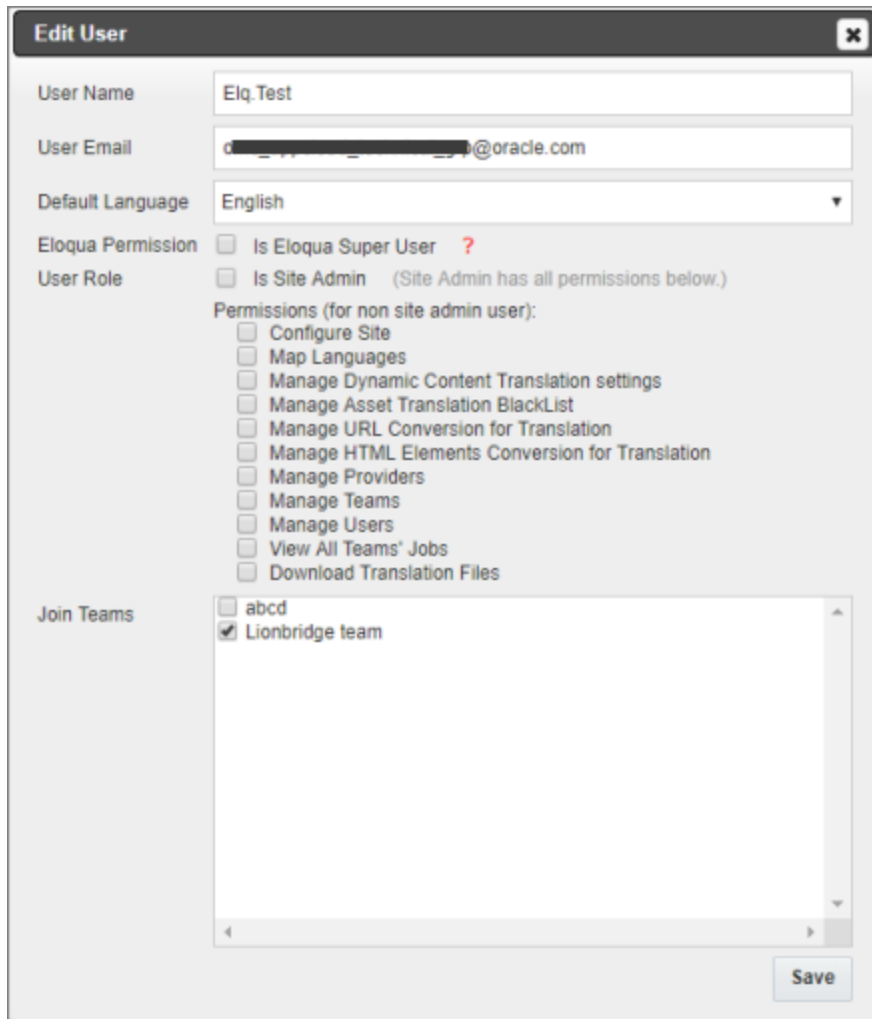 Edit User
User Name Elq.Test
User Email @oracle.com
Default Language English
Eloqua Permission Is Eloqua Super User ?
User Role Is Site Admin (Site Admin has all permissions below.)
Permissions (for non site admin user):
Configure Site
Map Languages
Manage Dynamic Content Translation settings
Manage Asset Translation BlackList
Manage URL Conversion for Translation
Manage HTML Elements Conversion for Translation
Manage Providers
Manage Teams
Manage Users
View All Teams' Jobs
Download Translation Files
Join Teams abcd
Lionbridge team
Save